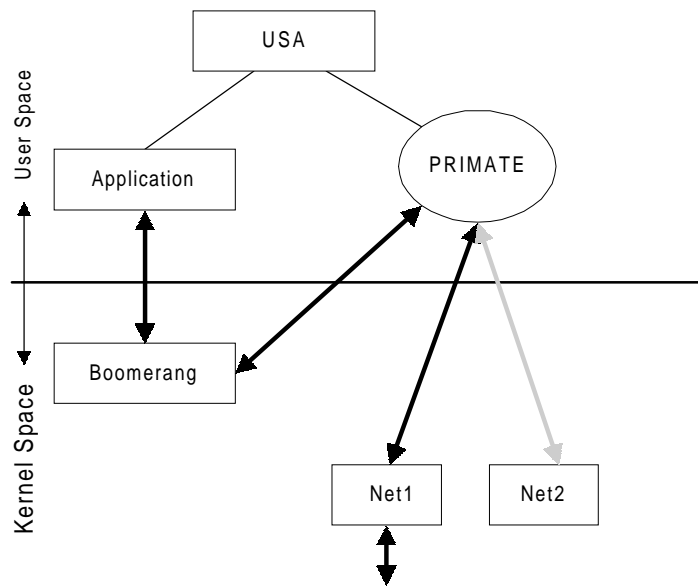 USA
User Space
Application
PRIMATE
Boomerang
Kernel Space
Net1
Net2